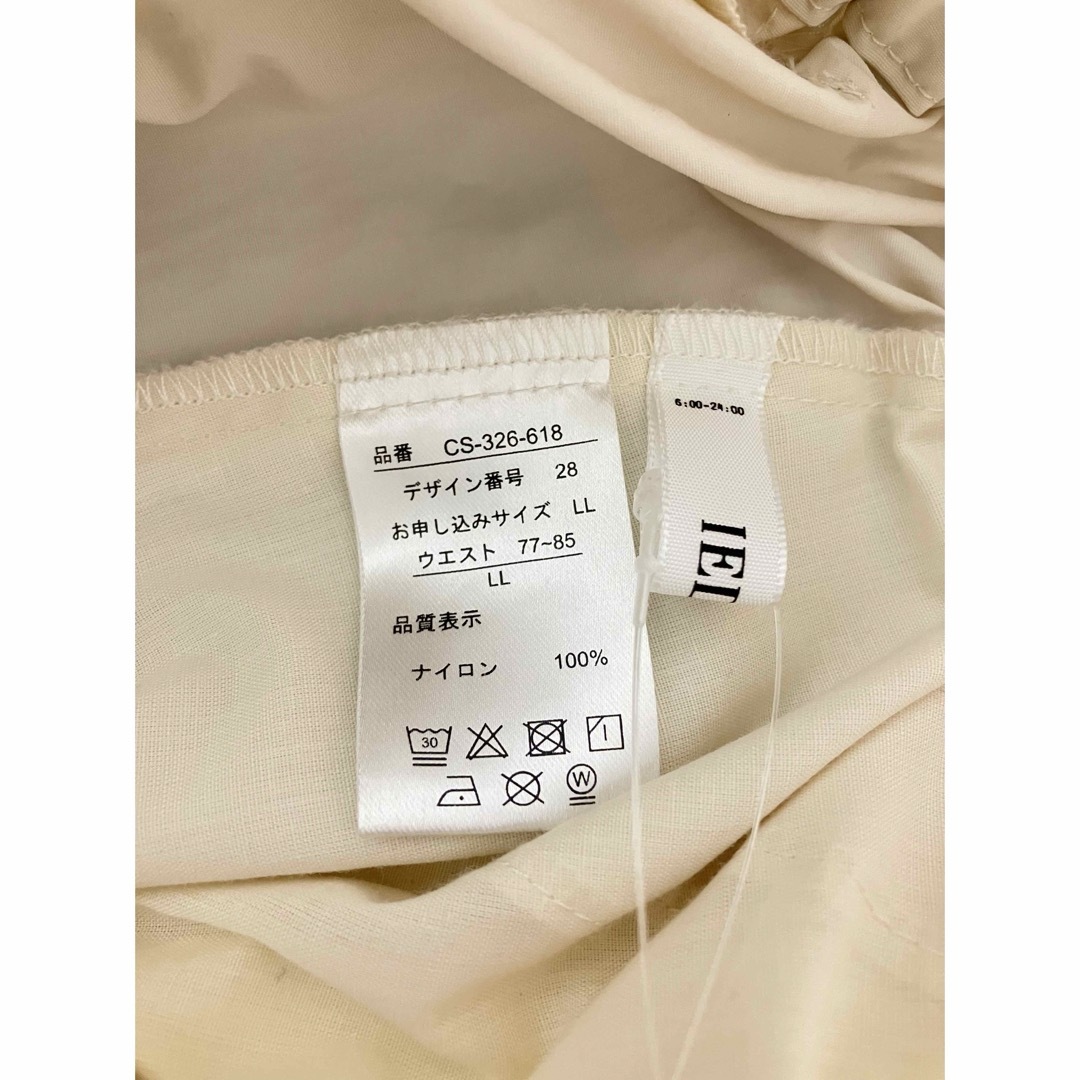 品番 CS-326-618
デザイン番号 28
お申し込みサイズ LL
ウエスト 77~85
LL
品質表示
ナイロン 100%
30
W
6:00-24:00